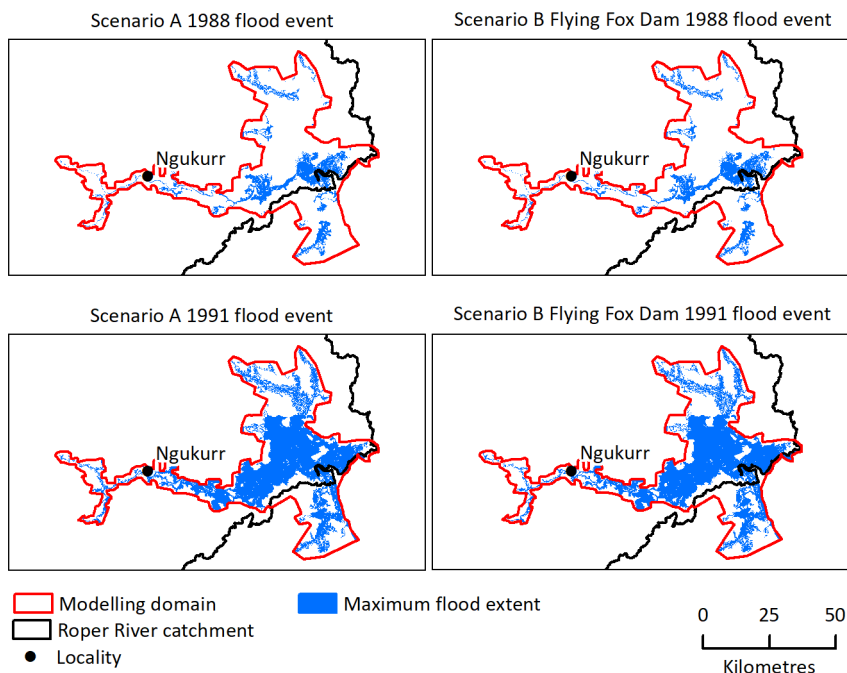 Scenario A 1988 flood event
Scenario B Flying Fox Dam 1988 flood event
Ngukurr
Ngukurr
Scenario A 1991 flood event
Scenario B Flying Fox Dam 1991 flood event
Ngukurr
Ngukurr
Modelling domain
Maximum flood extent
Roper River catchment
Locality
0 25 50
Kilometres